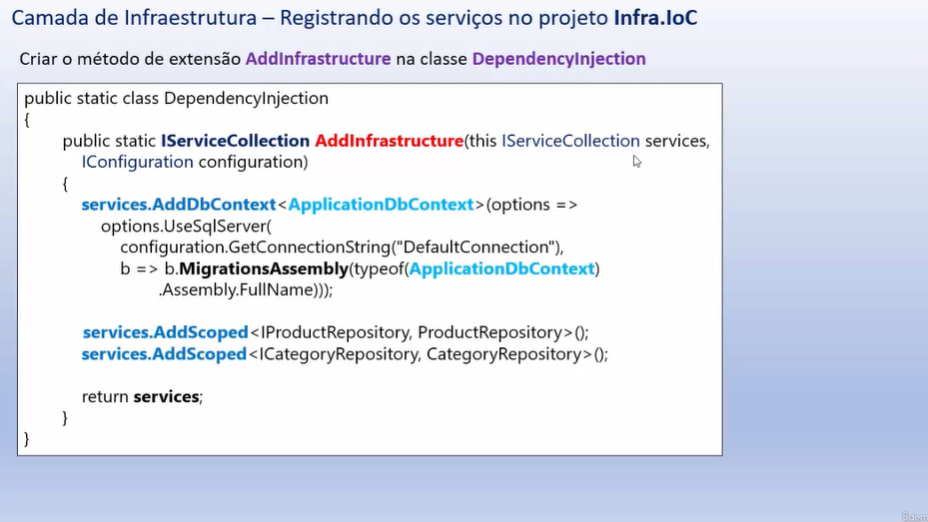 Camada de Infraestrutura – Registrando os serviços no projeto Infra.IoC
Criar o método de extensão AddInfrastructure na classe DependencyInjection
public static class DependencyInjection
{
public static IServiceCollection AddInfrastructure(this IServiceCollection services,
IConfiguration configuration)
{
services.AddDbContext<ApplicationDbContext>(options =>
options.UseSqlServer(
configuration.GetConnectionString("DefaultConnection"),
b => b.MigrationsAssembly(typeof(ApplicationDbContext)
.Assembly.FullName)));
services.AddScoped<IProductRepository, ProductRepository>();
services.AddScoped<ICategoryRepository, CategoryRepository>();
return services;
}
}